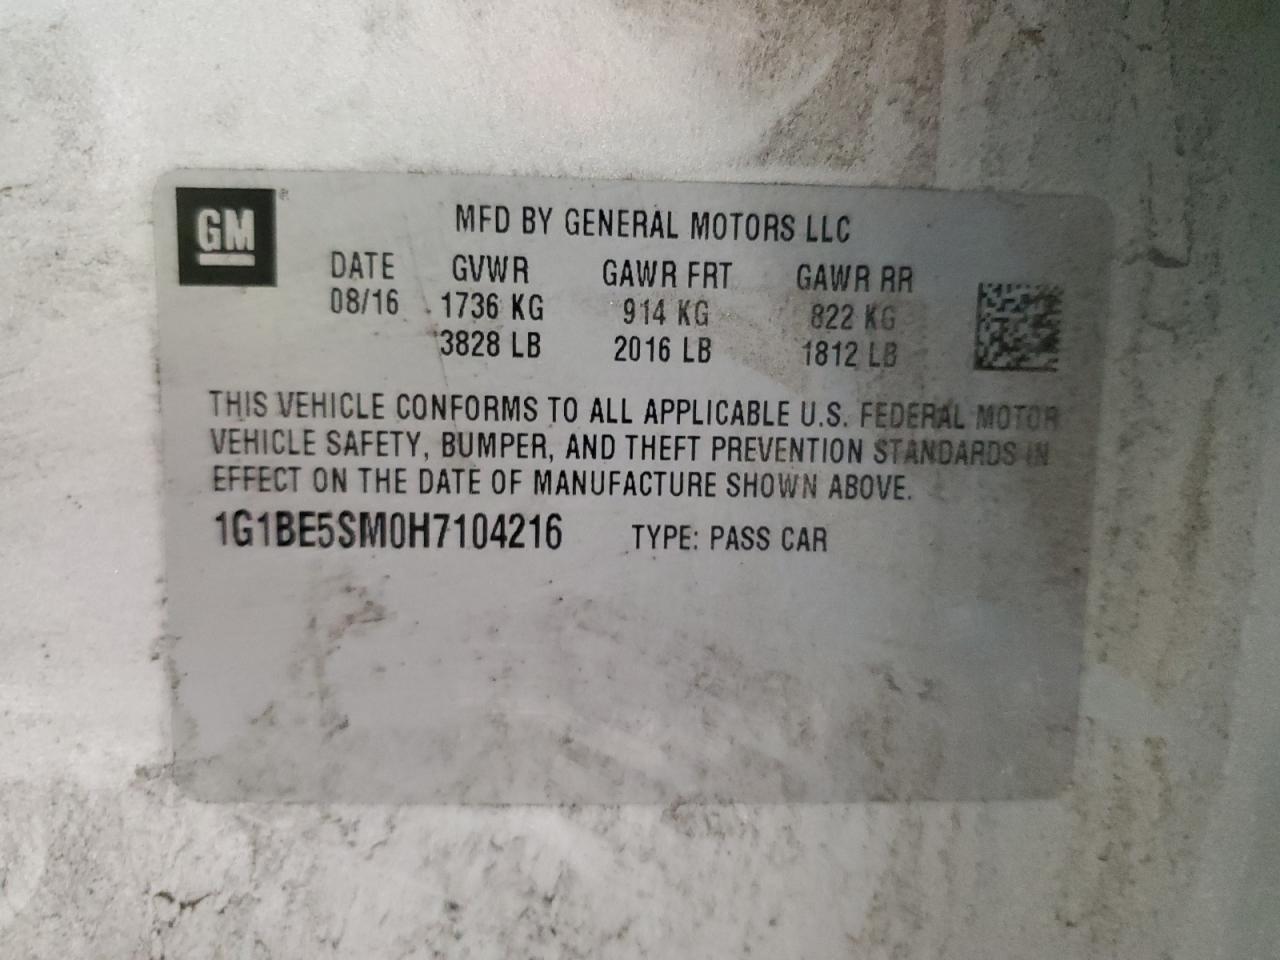 GM ®
MFD BY GENERAL MOTORS LLC
DATE GVWR GAWR FRT GAWR RR
08/16 1736 KG 914 KG 822 KG
3828 LB 2016 LB 1812 LB
THIS VEHICLE CONFORMS TO ALL APPLICABLE U.S. FEDERAL MOTOR
VEHICLE SAFETY, BUMPER, AND THEFT PREVENTION STANDARDS IN
EFFECT ON THE DATE OF MANUFACTURE SHOWN ABOVE.
1G1BE5SM0H7104216 TYPE: PASS CAR